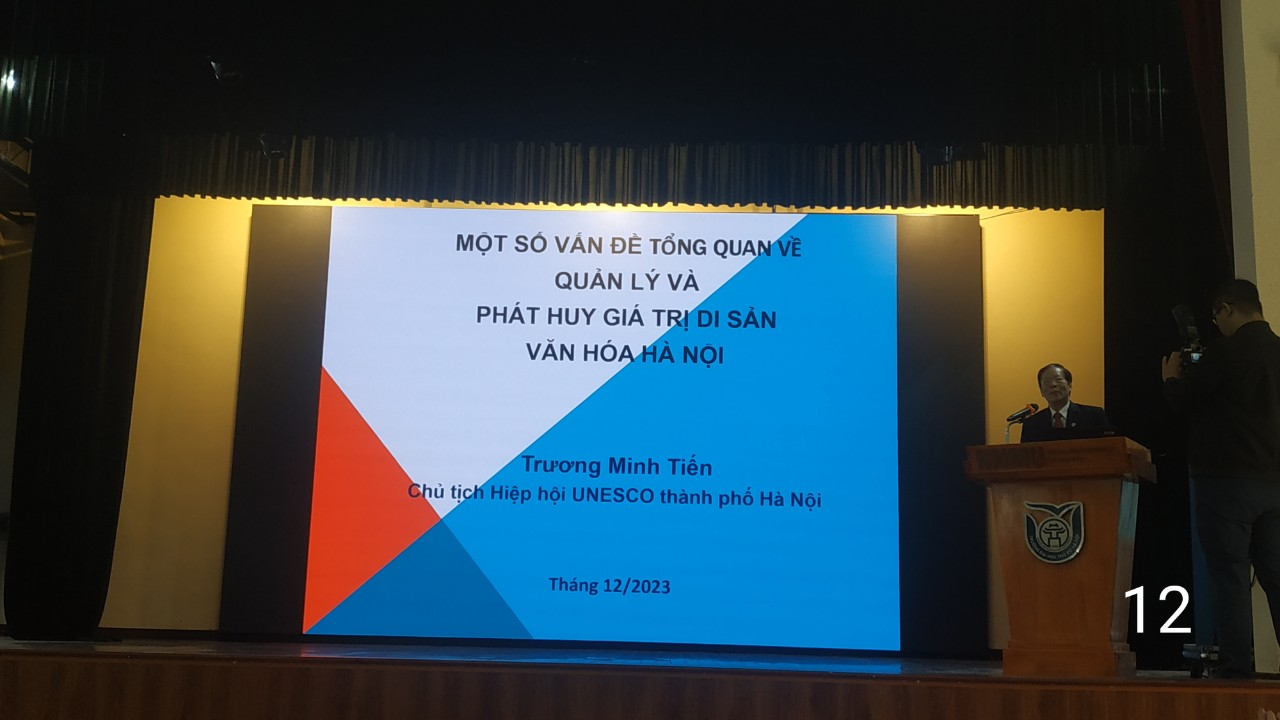 MỘT SỐ VẤN ĐỀ TỔNG QUAN VỀ
QUẢN LÝ VÀ
PHÁT HUY GIÁ TRỊ DI SẢN
VĂN HÓA HÀ NỘI
Trương Minh Tiến
Chủ tịch Hiệp hội UNESCO thành phố Hà Nội
Tháng 12/2023
12